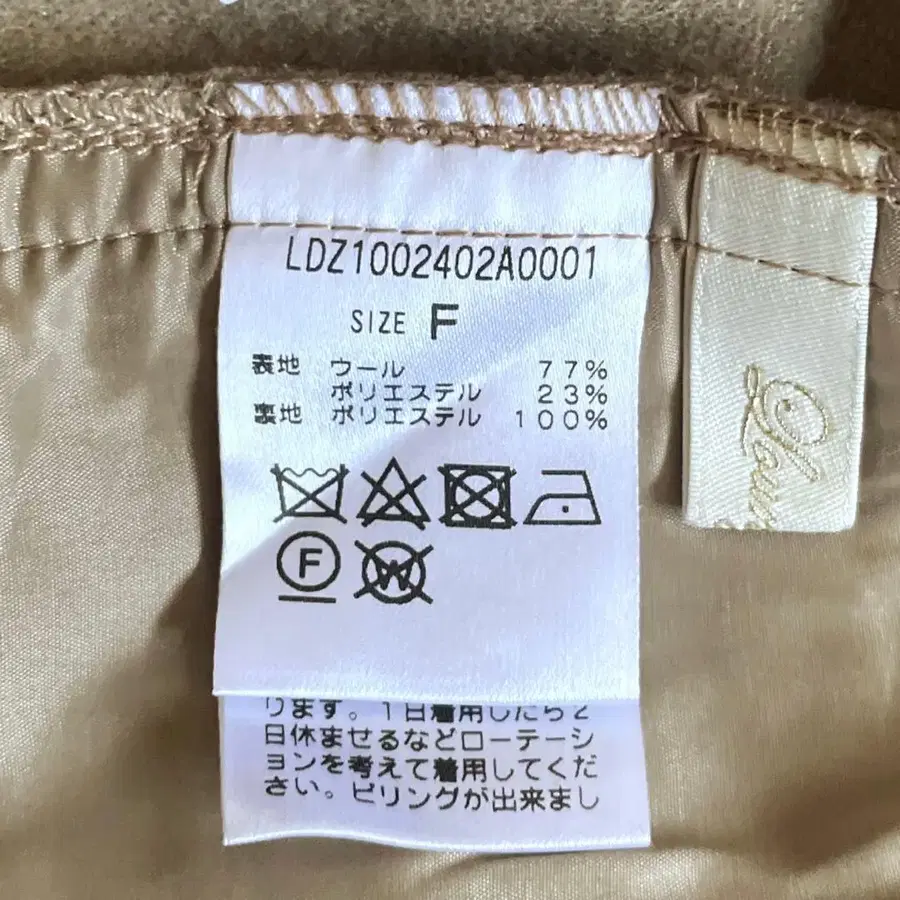 LDZ1002402A0001
SIZE F
表地 ウール 77%
ポリエステル 23%
裏地 ポリエステル 100%
F
W
ります。1日着用したら2
日休ませるなどローテーシ
ョンを考えて着用してくだ
さい。ピリングが出来まし